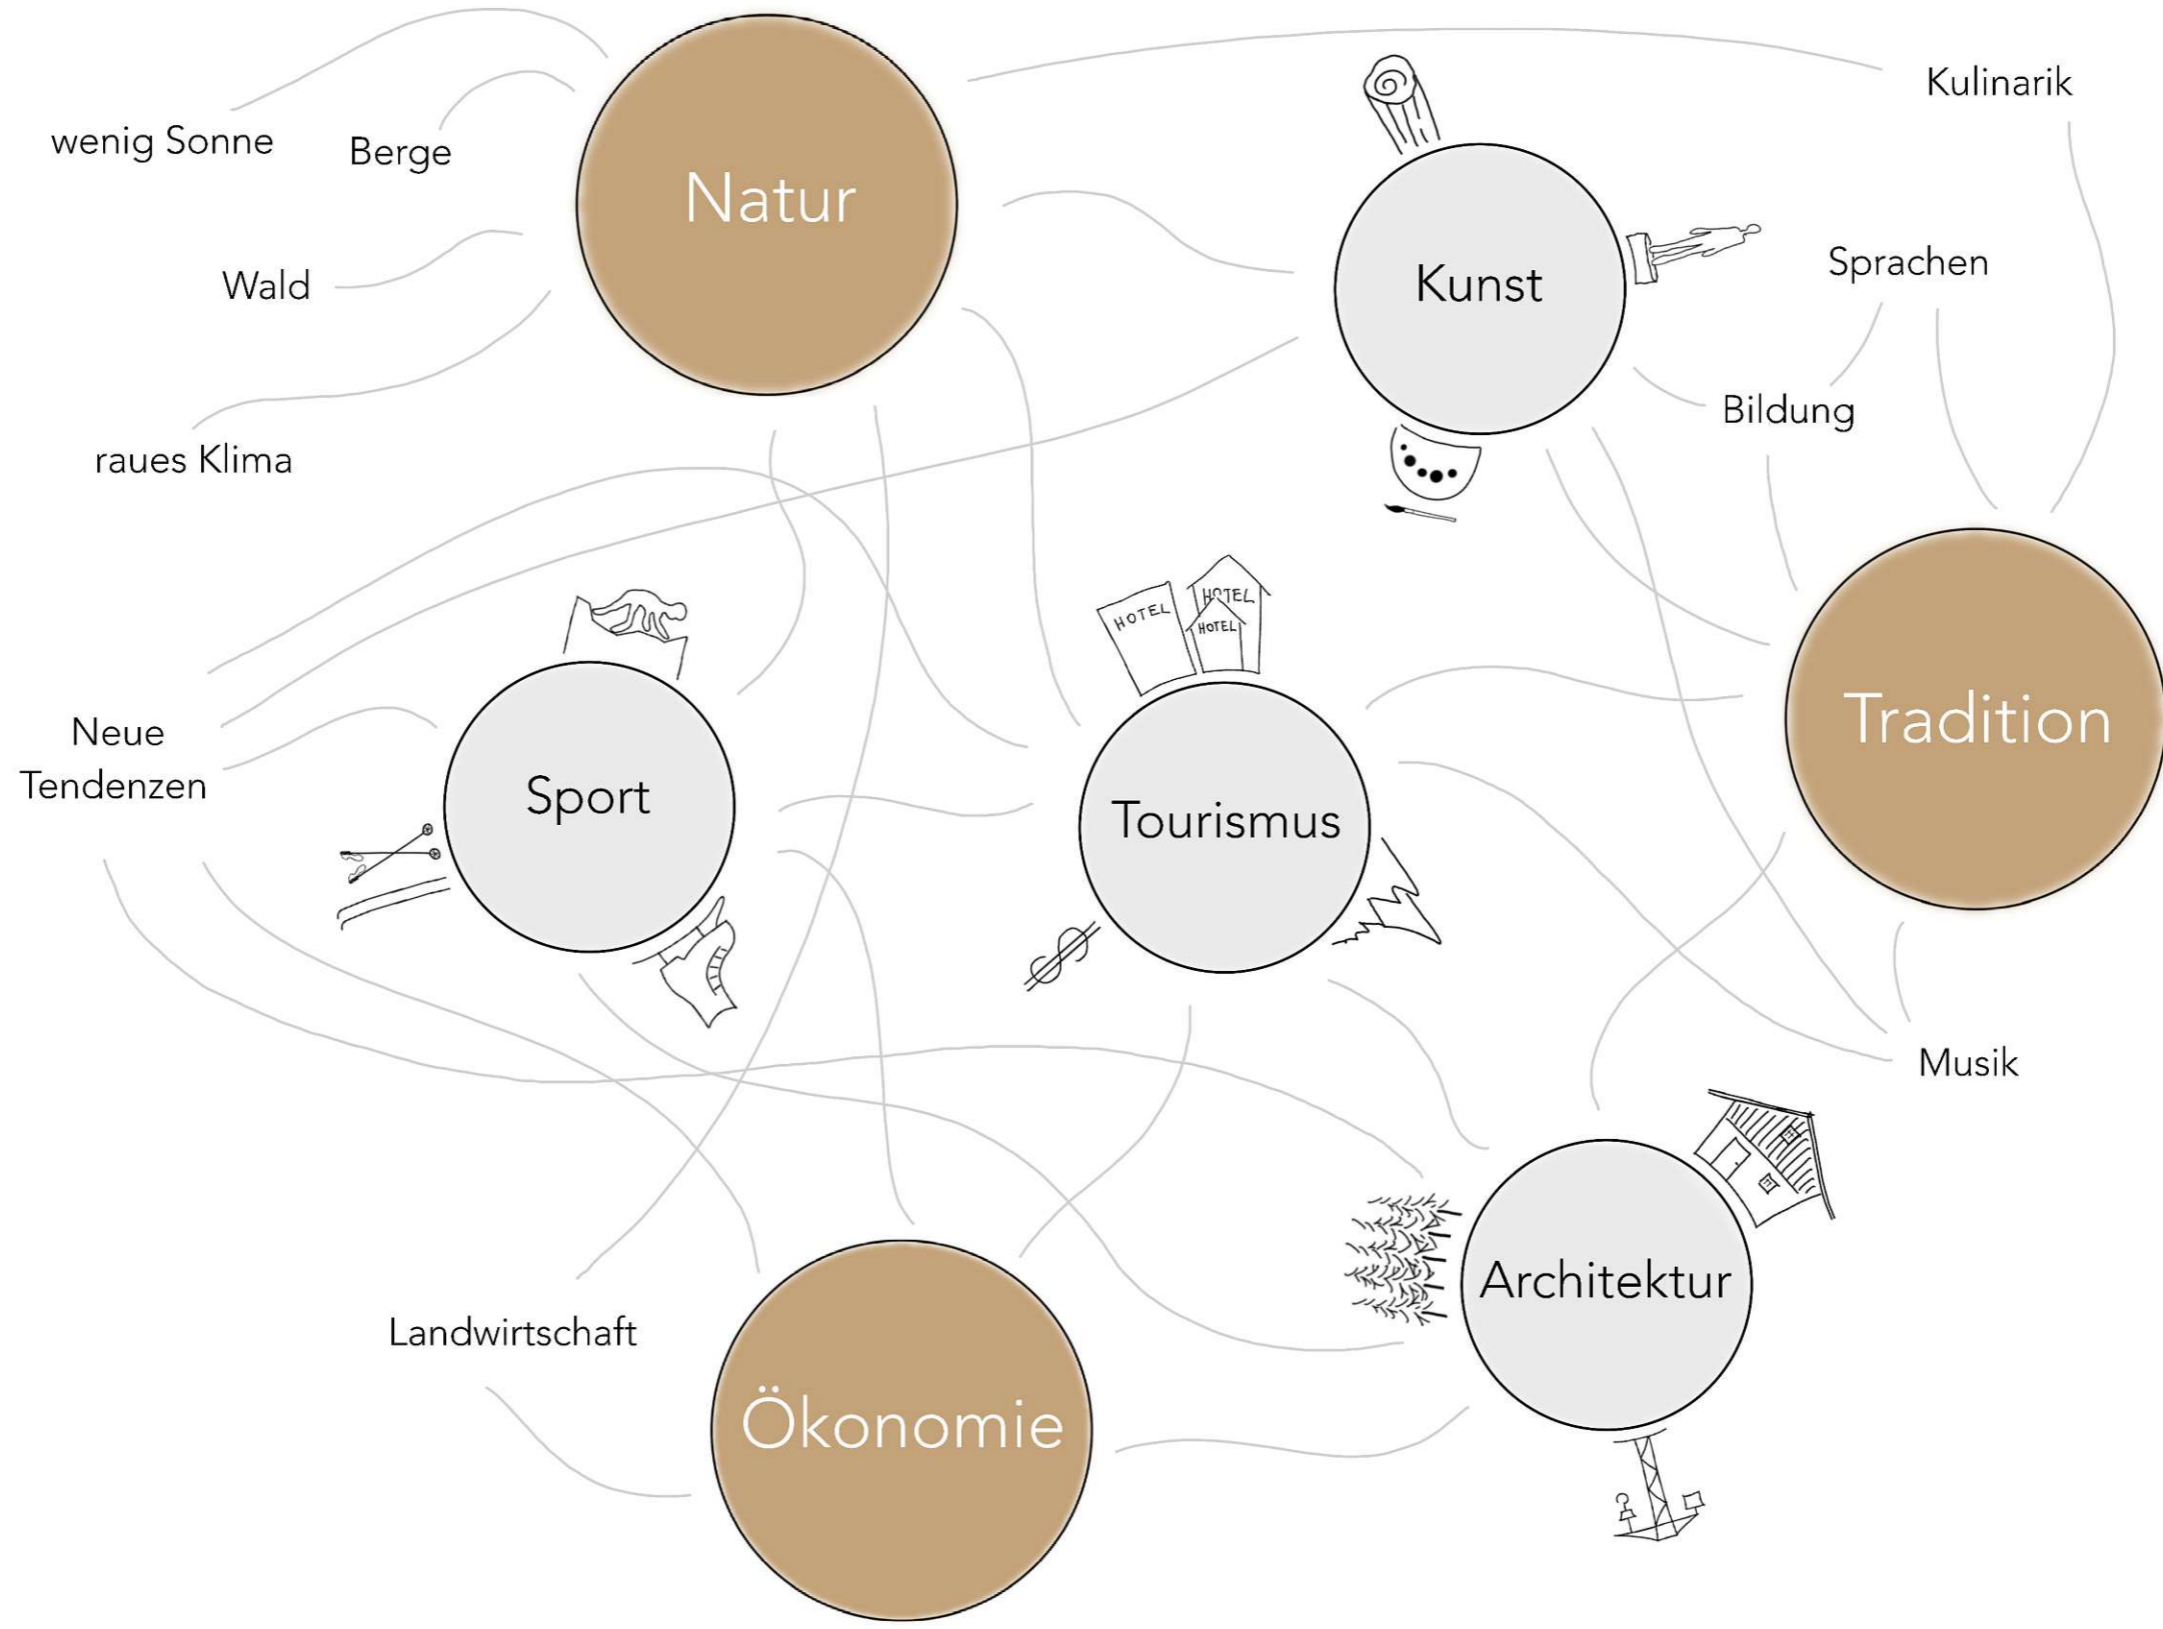 Natur
Kulinarik
wenig Sonne
Berge
Kunst
Sprachen
Wald
Bildung
raues Klima
HOTEL
HOTEL
HOTEL
Neue
Tendenzen
Sport
Tourismus
Tradition
Musik
Architektur
Landwirtschaft
Ökonomie